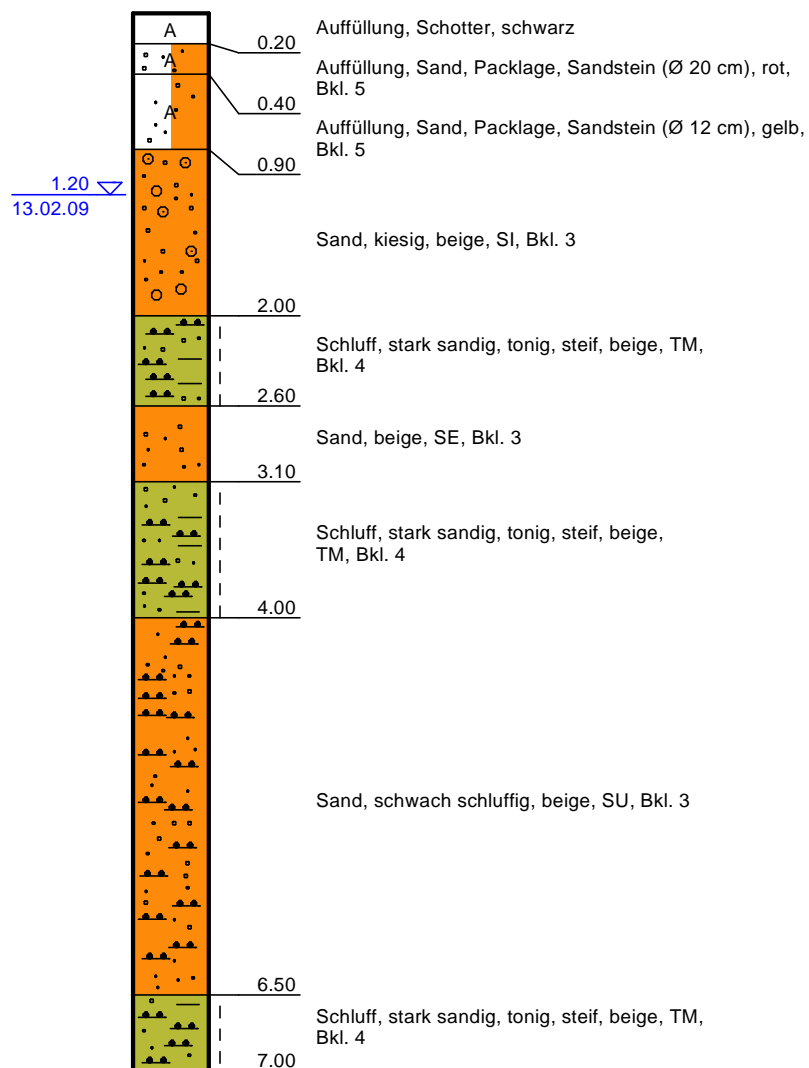 A
0.20
Auffüllung, Schotter, schwarz
A
0.40
Auffüllung, Sand, Packlage, Sandstein (Ø 20 cm), rot,
Bkl. 5
A
0.90
Auffüllung, Sand, Packlage, Sandstein (Ø 12 cm), gelb,
Bkl. 5
1.20
13.02.09
Sand, kiesig, beige, SI, Bkl. 3
2.00
Schluff, stark sandig, tonig, steif, beige, TM,
Bkl. 4
2.60
Sand, beige, SE, Bkl. 3
3.10
Schluff, stark sandig, tonig, steif, beige,
TM, Bkl. 4
4.00
Sand, schwach schluffig, beige, SU, Bkl. 3
6.50
Schluff, stark sandig, tonig, steif, beige, TM,
Bkl. 4
7.00